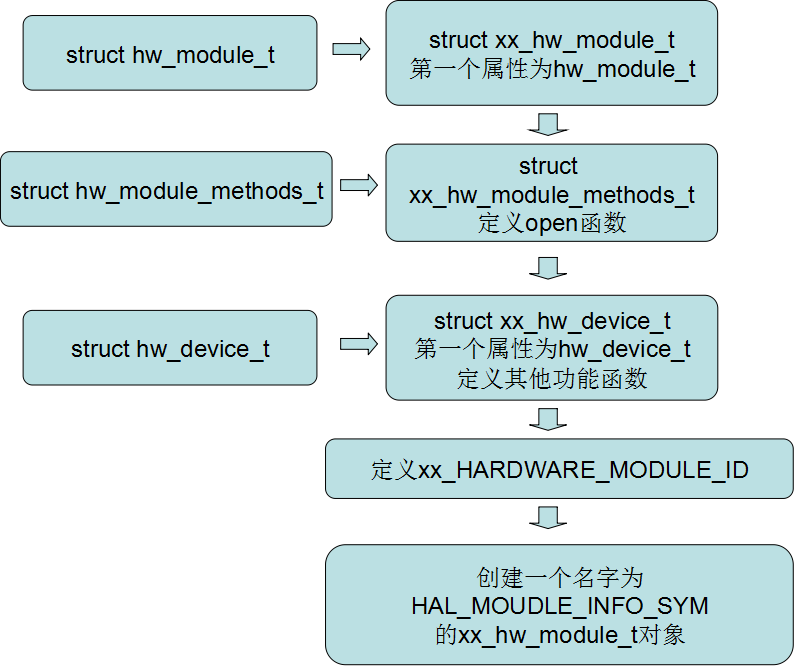 struct hw_module_t
struct xx_hw_module_t
第一个属性为hw_module_t
struct hw_module_methods_t
struct
xx_hw_module_methods_t
定义open函数
struct hw_device_t
struct xx_hw_device_t
第一个属性为hw_device_t
定义其他功能函数
定义xx_HARDWARE_MODULE_ID
创建一个名字为
HAL_MOUDLE_INFO_SYM
的xx_hw_module_t对象